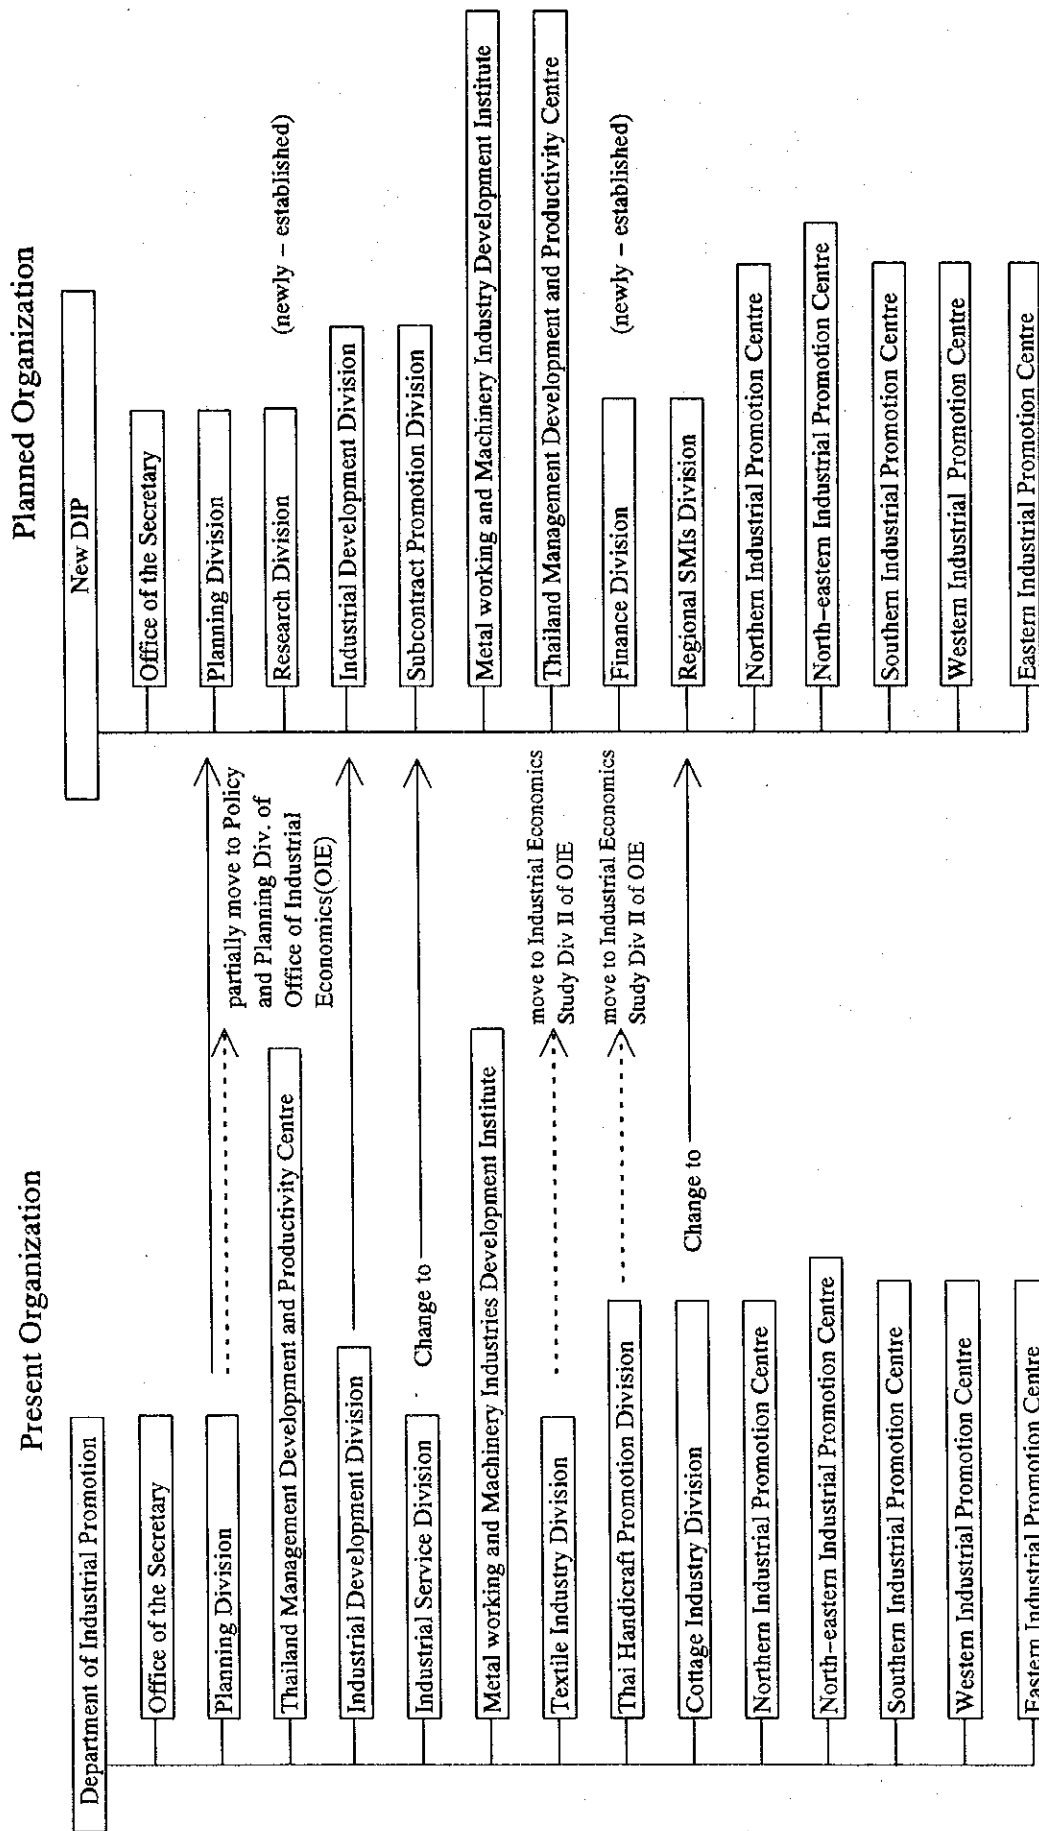 Present Organization
Department of Industrial Promotion
Office of the Secretary
Planning Division
Thailand Management Development and Productivity Centre
Industrial Development Division
Industrial Service Division
Metal working and Machinery Industries Development Institute
Textile Industry Division
Thai Handicraft Promotion Division
Cottage Industry Division
Northern Industrial Promotion Centre
North-eastern Industrial Promotion Centre
Southern Industrial Promotion Centre
Western Industrial Promotion Centre
Eastern Industrial Promotion Centre
partially move to Policy
and Planning Div. of
Office of Industrial
Economics(OIE)
Change to
move to Industrial Economics
Study Div II of OIE
move to Industrial Economics
Study Div II of OIE
Change to
Planned Organization
New DIP
Office of the Secretary
Planning Division
Research Division
(newly - established)
Industrial Development Division
Subcontract Promotion Division
Metal working and Machinery Industry Development Institute
Thailand Management Development and Productivity Centre
Finance Division
(newly - established)
Regional SMIs Division
Northern Industrial Promotion Centre
North-eastern Industrial Promotion Centre
Southern Industrial Promotion Centre
Western Industrial Promotion Centre
Eastern Industrial Promotion Centre